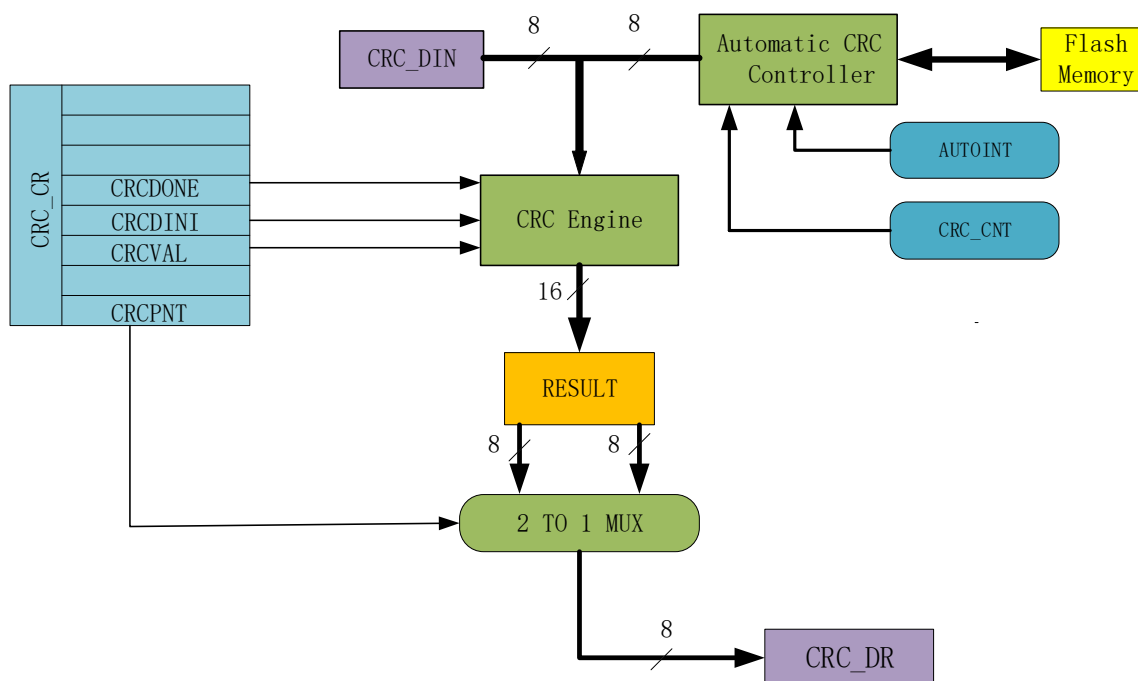 8
8
CRC_DIN
Automatic CRC
Controller
Flash
Memory
AUTOINT
CRC_CNT
CRC_CR
CRCDONE
CRCDINI
CRCVAL
CRCPNT
CRC Engine
16
RESULT
8
8
2 TO 1 MUX
8
CRC_DR